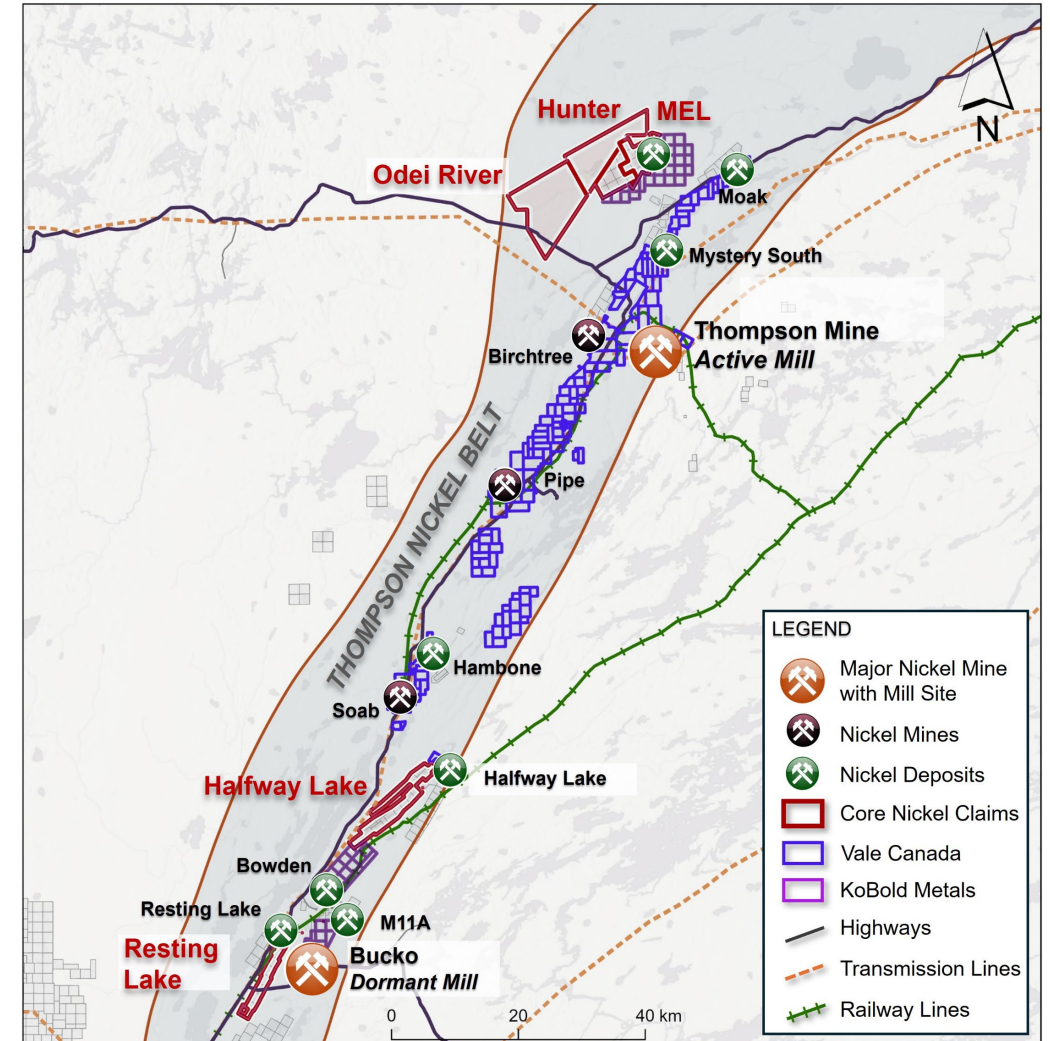 Hunter
MEL
N
Odei River
Moak
Mystery South
Thompson Mine
Active Mill
Birchtree
THOMPSON NICKEL BELT
Pipe
Hambone
Soab
Halfway Lake
Halfway Lake
Bowden
Resting Lake
M11A
Resting
Lake
Bucko
Dormant Mill
0 20 40 km
LEGEND
Major Nickel Mine
with Mill Site
Nickel Mines
Nickel Deposits
Core Nickel Claims
Vale Canada
KoBold Metals
Highways
Transmission Lines
Railway Lines